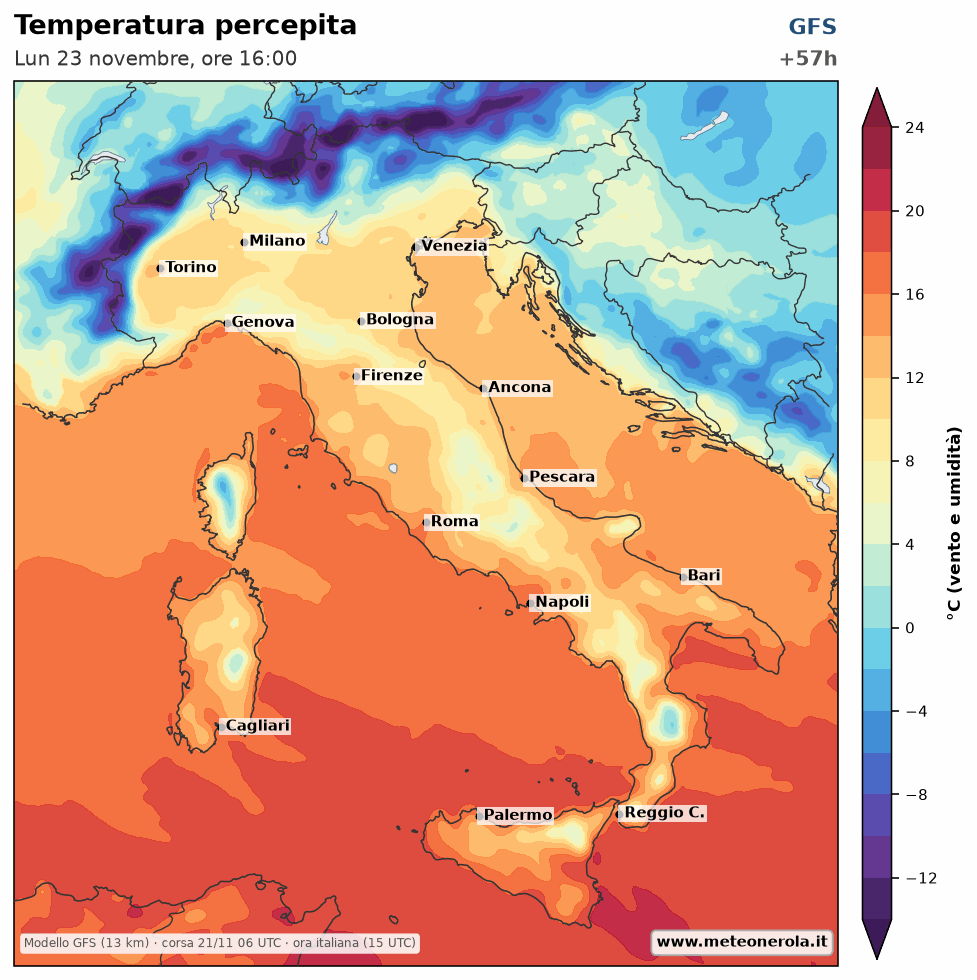 Temperatura percepita
GFS
Lun 23 novembre, ore 16:00
+57h
24
20
16
12
8
4
0
−4
−8
−12
°C (vento e umidità)
Milano
Venezia
Torino
Genova
Bologna
Firenze
Ancona
Pescara
Roma
Bari
Napoli
Cagliari
Palermo
Reggio C.
Modello GFS (13 km) · corsa 21/11 06 UTC · ora italiana (15 UTC)
www.meteonerola.it